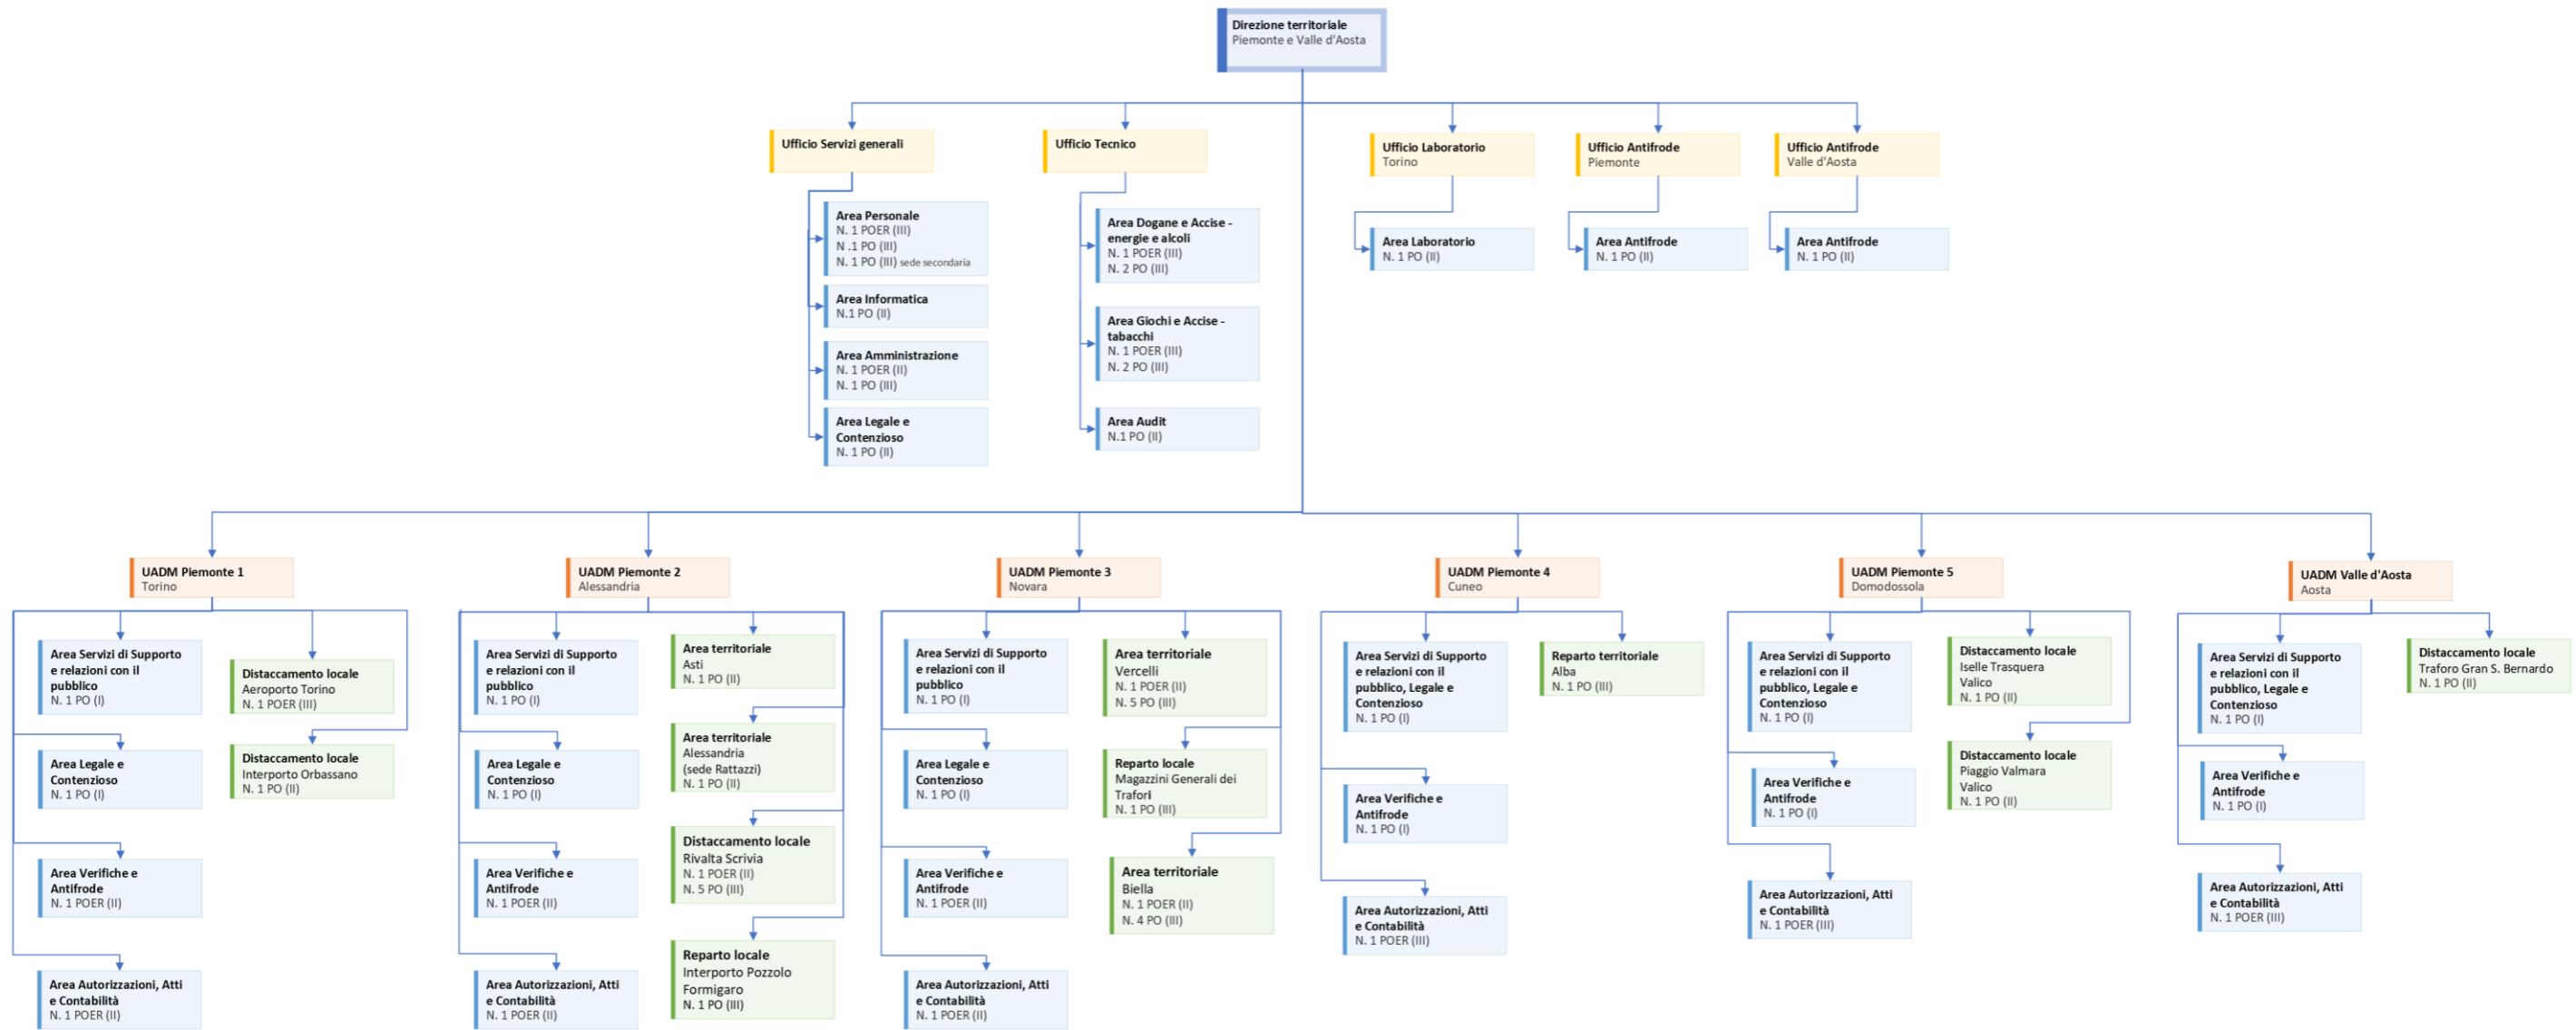 Direzione territoriale
Piemonte e Valle d'Aosta
Ufficio Servizi generali
Area Personale
N. 1 POER (III)
N .1 PO (III)
N. 1 PO (III) sede secondaria
Area Informatica
N.1 PO (II)
Area Amministrazione
N. 1 POER (II)
N. 1 PO (III)
Area Legale e
Contenzioso
N. 1 PO (II)
Ufficio Tecnico
Area Dogane e Accise -
energie e alcoli
N. 1 POER (III)
N. 2 PO (III)
Area Giochi e Accise -
tabacchi
N. 1 POER (III)
N. 2 PO (III)
Area Audit
N.1 PO (II)
Ufficio Laboratorio
Torino
Area Laboratorio
N. 1 PO (II)
Ufficio Antifrode
Piemonte
Area Antifrode
N. 1 PO (II)
Ufficio Antifrode
Valle d'Aosta
Area Antifrode
N. 1 PO (II)
UADM Piemonte 1
Torino
Area Servizi di Supporto
e relazioni con il
pubblico
N. 1 PO (I)
Area Legale e
Contenzioso
N. 1 PO (I)
Area Verifiche e
Antifrode
N. 1 POER (II)
Area Autorizzazioni, Atti
e Contabilità
N. 1 POER (II)
Distaccamento locale
Aeroporto Torino
N. 1 POER (III)
Distaccamento locale
Interporto Orbassano
N. 1 PO (II)
UADM Piemonte 2
Alessandria
Area Servizi di Supporto
e relazioni con il
pubblico
N. 1 PO (I)
Area Legale e
Contenzioso
N. 1 PO (I)
Area Verifiche e
Antifrode
N. 1 POER (II)
Area Autorizzazioni, Atti
e Contabilità
N. 1 POER (II)
Area territoriale
Asti
N. 1 PO (II)
Area territoriale
Alessandria
(sede Rattazzi)
N. 1 PO (II)
Distaccamento locale
Rivalta Scrivia
N. 1 POER (II)
N. 5 PO (III)
Reparto locale
Interporto Pozzolo
Formigaro
N. 1 PO (III)
UADM Piemonte 3
Novara
Area Servizi di Supporto
e relazioni con il
pubblico
N. 1 PO (I)
Area Legale e
Contenzioso
N. 1 PO (I)
Area Verifiche e
Antifrode
N. 1 POER (II)
Area Autorizzazioni, Atti
e Contabilità
N. 1 POER (II)
Area territoriale
Vercelli
N. 1 POER (II)
N. 5 PO (III)
Reparto locale
Magazzini Generali dei
Trafori
N. 1 PO (III)
Area territoriale
Biella
N. 1 POER (II)
N. 4 PO (III)
UADM Piemonte 4
Cuneo
Area Servizi di Supporto
e relazioni con il
pubblico, Legale e
Contenzioso
N. 1 PO (I)
Area Verifiche e
Antifrode
N. 1 PO (I)
Area Autorizzazioni, Atti
e Contabilità
N. 1 POER (III)
Reparto territoriale
Alba
N. 1 PO (III)
UADM Piemonte 5
Domodossola
Area Servizi di Supporto
e relazioni con il
pubblico, Legale e
Contenzioso
N. 1 PO (I)
Area Verifiche e
Antifrode
N. 1 PO (I)
Area Autorizzazioni, Atti
e Contabilità
N. 1 POER (III)
Distaccamento locale
Iselle Trasquera
Valico
N. 1 PO (II)
Distaccamento locale
Piaggio Valmara
Valico
N. 1 PO (II)
UADM Valle d'Aosta
Aosta
Area Servizi di Supporto
e relazioni con il
pubblico, Legale e
Contenzioso
N. 1 PO (I)
Area Verifiche e
Antifrode
N. 1 PO (I)
Area Autorizzazioni, Atti
e Contabilità
N. 1 POER (III)
Distaccamento locale
Traforo Gran S. Bernardo
N. 1 PO (II)